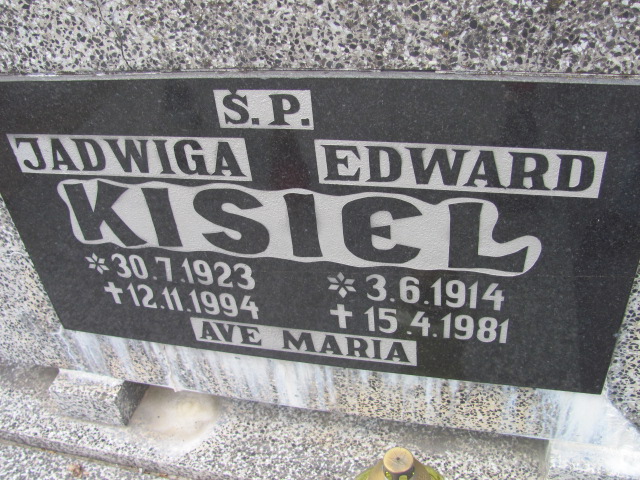 Ś.P.
JADWIGA EDWARD
KISIEL
* 30.7.1923 * 3.6.1914
✝ 12.11.1994 ✝ 15.4.1981
AVE MARIA